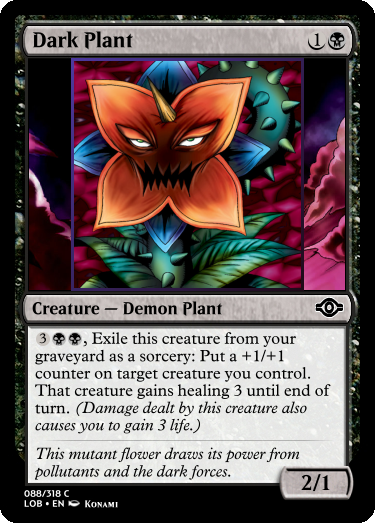 Dark Plant 1
Creature — Demon Plant
3, Exile this creature from your
graveyard as a sorcery: Put a +1/+1
counter on target creature you control.
That creature gains healing 3 until end of
turn. (Damage dealt by this creature also
causes you to gain 3 life.)
This mutant flower draws its power from
pollutants and the dark forces.
2/1
088/318 C
LOB • EN Konami